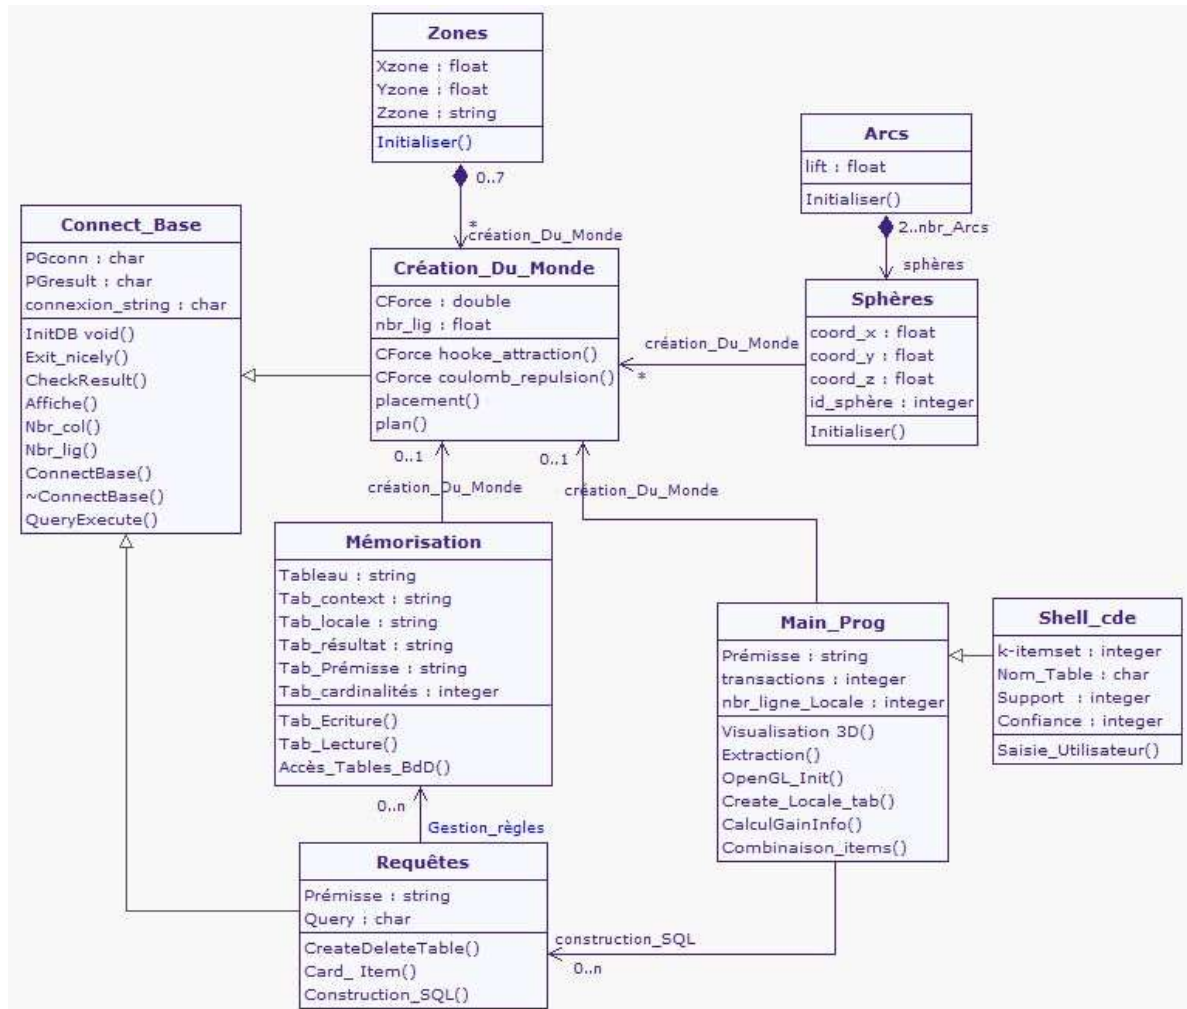 Zones
Xzone : float
Yzone : float
Zzone : string
Initialiser()
0..7
*
création_Du_Monde
Arcs
lift : float
Initialiser()
2..nbr_Arcs
sphères
Connect_Base
PGconn : char
PGresult : char
connexion_string : char
InitDB void()
Exit_nicely()
CheckResult()
Affiche()
Nbr_col()
Nbr_lig()
ConnectBase()
~ConnectBase()
QueryExecute()
Création_Du_Monde
CForce : double
nbr_lig : float
CForce hooke_attraction()
CForce coulomb_repulsion()
placement()
plan()
création_Du_Monde
*
Sphères
coord_x : float
coord_y : float
coord_z : float
id_sphère : integer
Initialiser()
0..1
création_Du_Monde
0..1
création_Du_Monde
Mémorisation
Tableau : string
Tab_context : string
Tab_locale : string
Tab_résultat : string
Tab_Prémisse : string
Tab_cardinalités : integer
Tab_Ecriture()
Tab_Lecture()
Accès_Tables_BdD()
Main_Prog
Prémisse : string
transactions : integer
nbr_ligne_Locale : integer
Visualisation 3D()
Extraction()
OpenGL_Init()
Create_Locale_tab()
CalculGainInfo()
Combinaison_items()
Shell_cde
k-itemset : integer
Nom_Table : char
Support : integer
Confiance : integer
Saisie_Utilisateur()
0..n
Gestion_règles
Requêtes
Prémisse : string
Query : char
CreateDeleteTable()
Card_ Item()
Construction_SQL()
construction_SQL
0..n